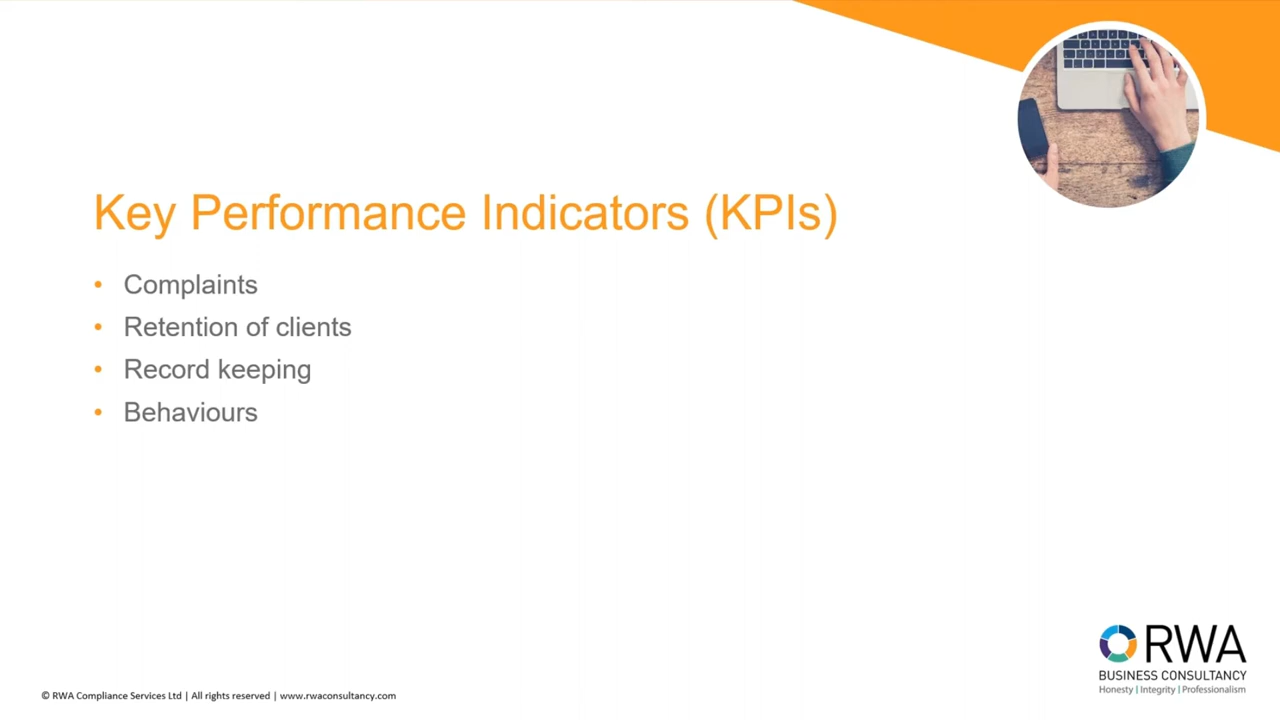 Key Performance Indicators (KPIs)
• Complaints
• Retention of clients
• Record keeping
• Behaviours
RWA
BUSINESS CONSULTANCY
Honesty | Integrity | Professionalism
© RWA Compliance Services Ltd | All rights reserved | www.rwaconsultancy.com